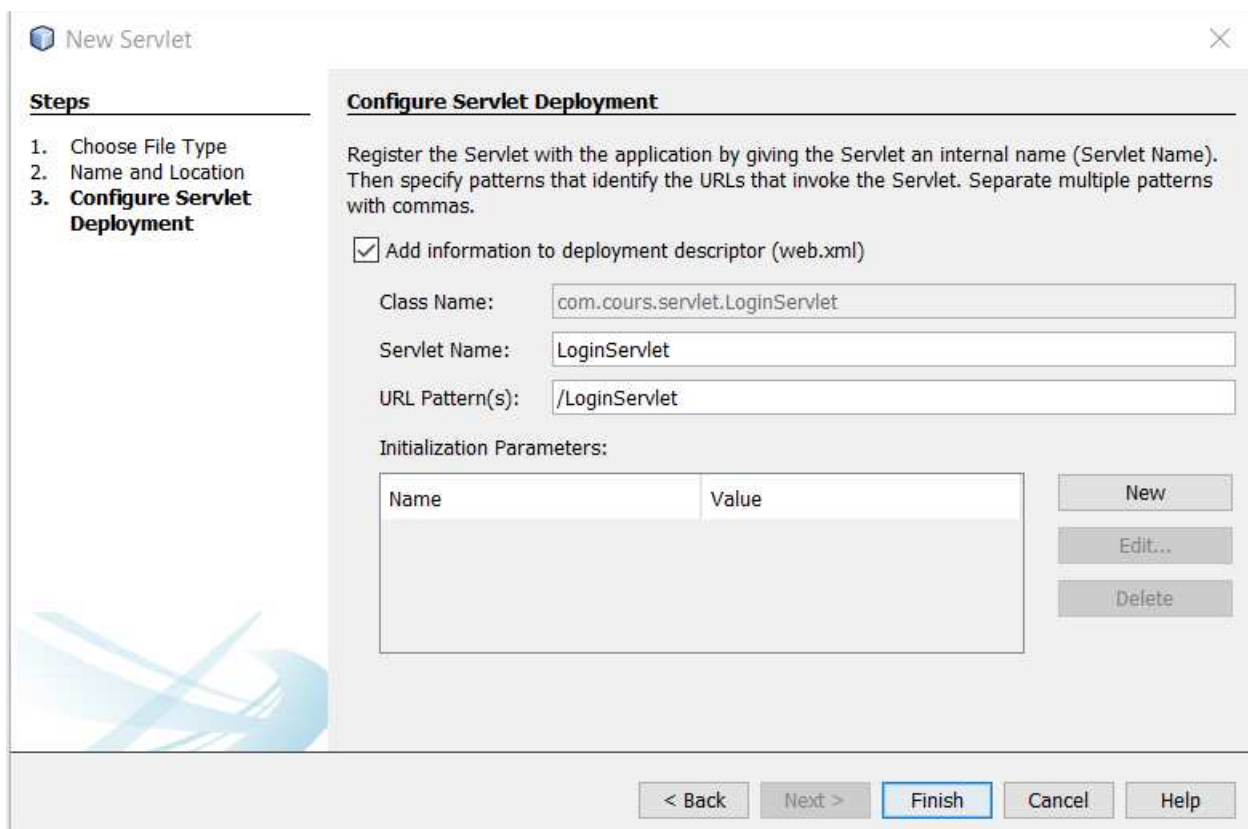 New Servlet
Steps
1. Choose File Type
2. Name and Location
3. Configure Servlet
Deployment
Configure Servlet Deployment
Register the Servlet with the application by giving the Servlet an internal name (Servlet Name).
Then specify patterns that identify the URLs that invoke the Servlet. Separate multiple patterns
with commas.
Add information to deployment descriptor (web.xml)
Class Name: com.cours.servlet.LoginServlet
Servlet Name: LoginServlet
URL Pattern(s): /LoginServlet
Initialization Parameters:
Name Value
New
Edit...
Delete
< Back Next > Finish Cancel Help